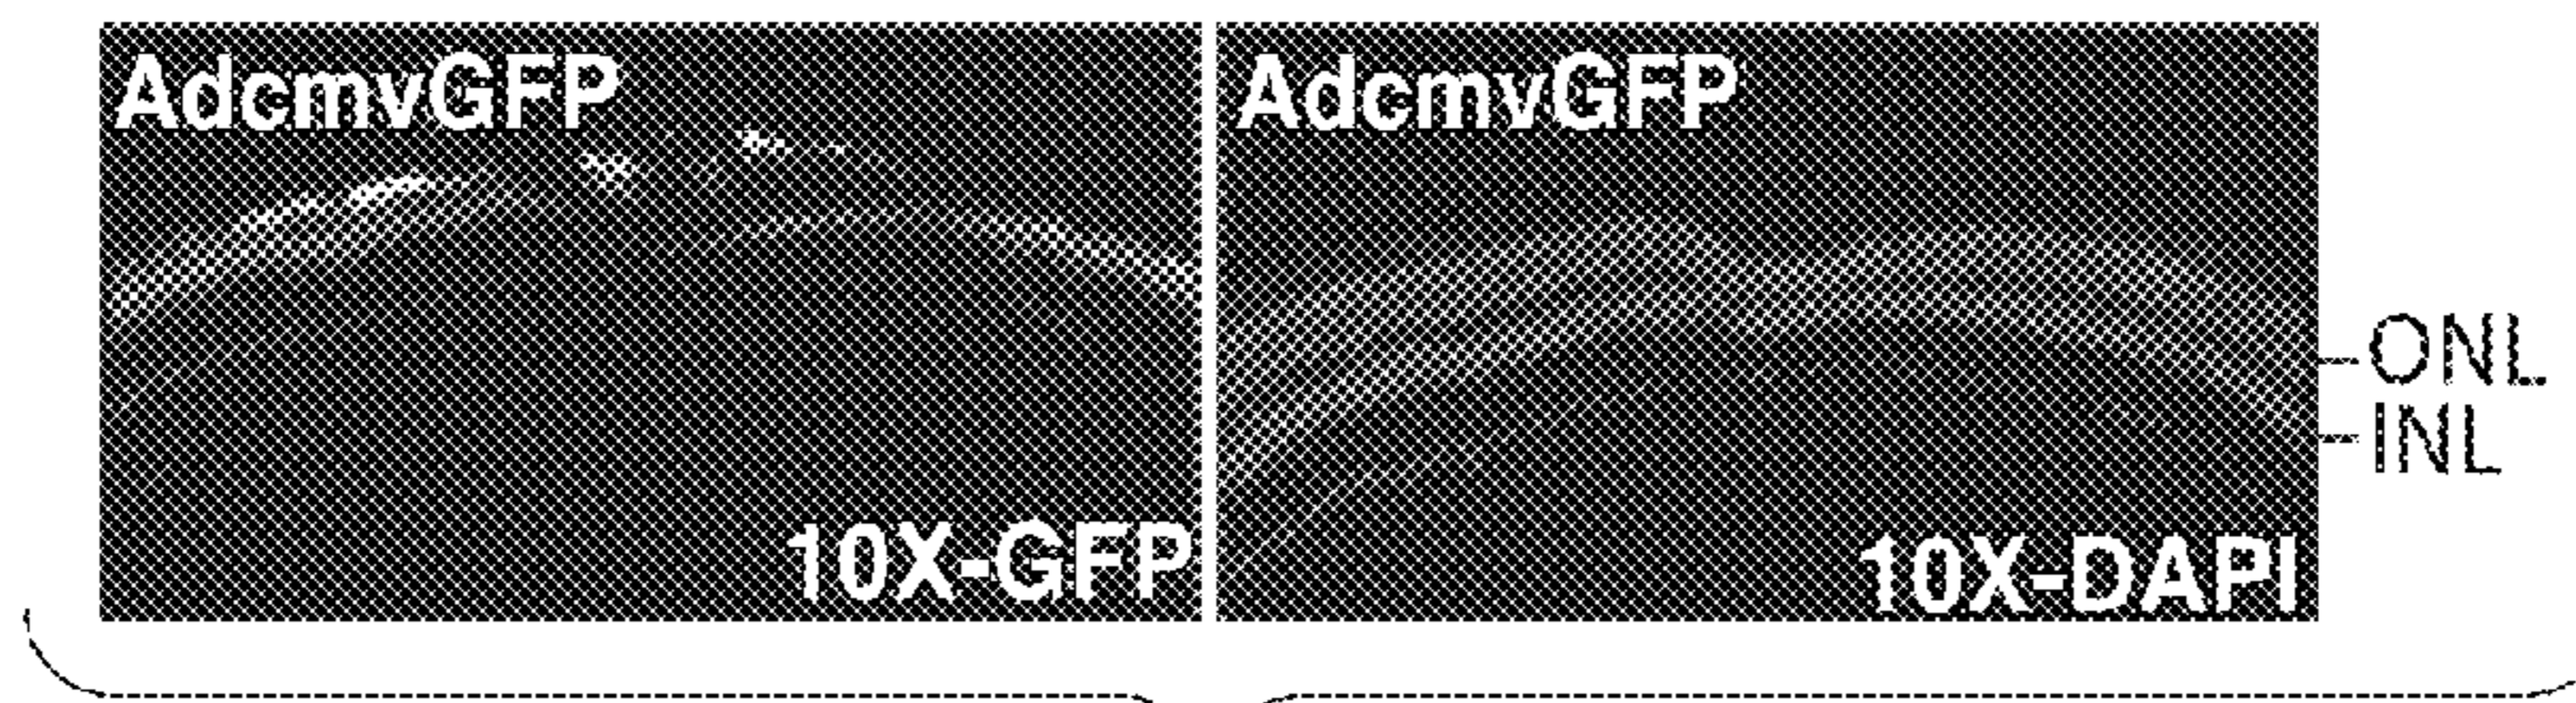 AdcmvGFP
AdcmvGFP
ONL
INL
10X-GFP
10X-DAPI